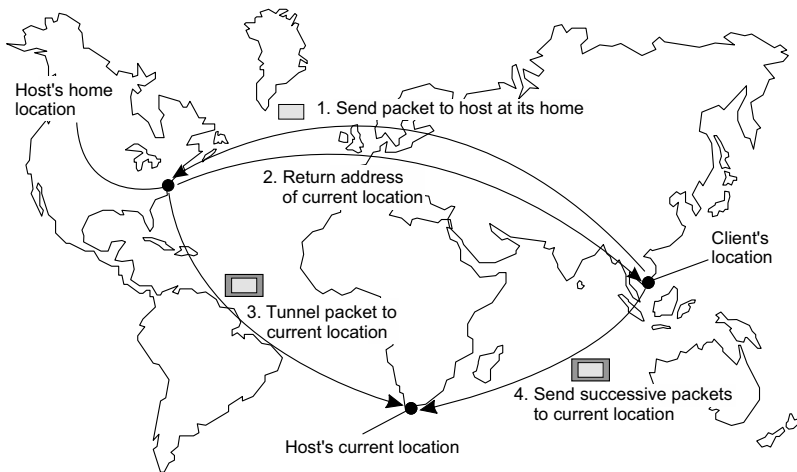 Host's home
location
1. Send packet to host at its home
2. Return address
of current location
Client's
location
3. Tunnel packet to
current location
4. Send successive packets
to current location
Host's current location